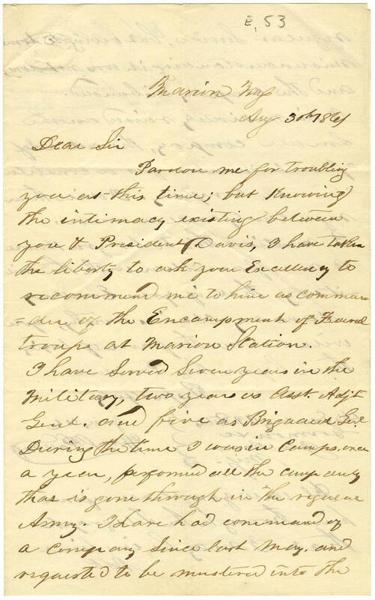 E, 53
Marion
Aug 30th 1861
Dear Sir
Pardon me for troubling
you at this time; but knowing
the intimacy existing between
you & President Davis, I have taken
the liberty to ask your Excellency to
recommend me to him as comman
=der of the Encampment of
troops at Marion Station.
I have Served Seven years in the
Military, two years as Asst. Adjt
Genl. and five as Brigade Genl
During the time I was in Camps, once
a year, performed all the camp duty
that is gone through in the regular
Army. I have had command of
a Company Since last May. and
requested to be mustered into the